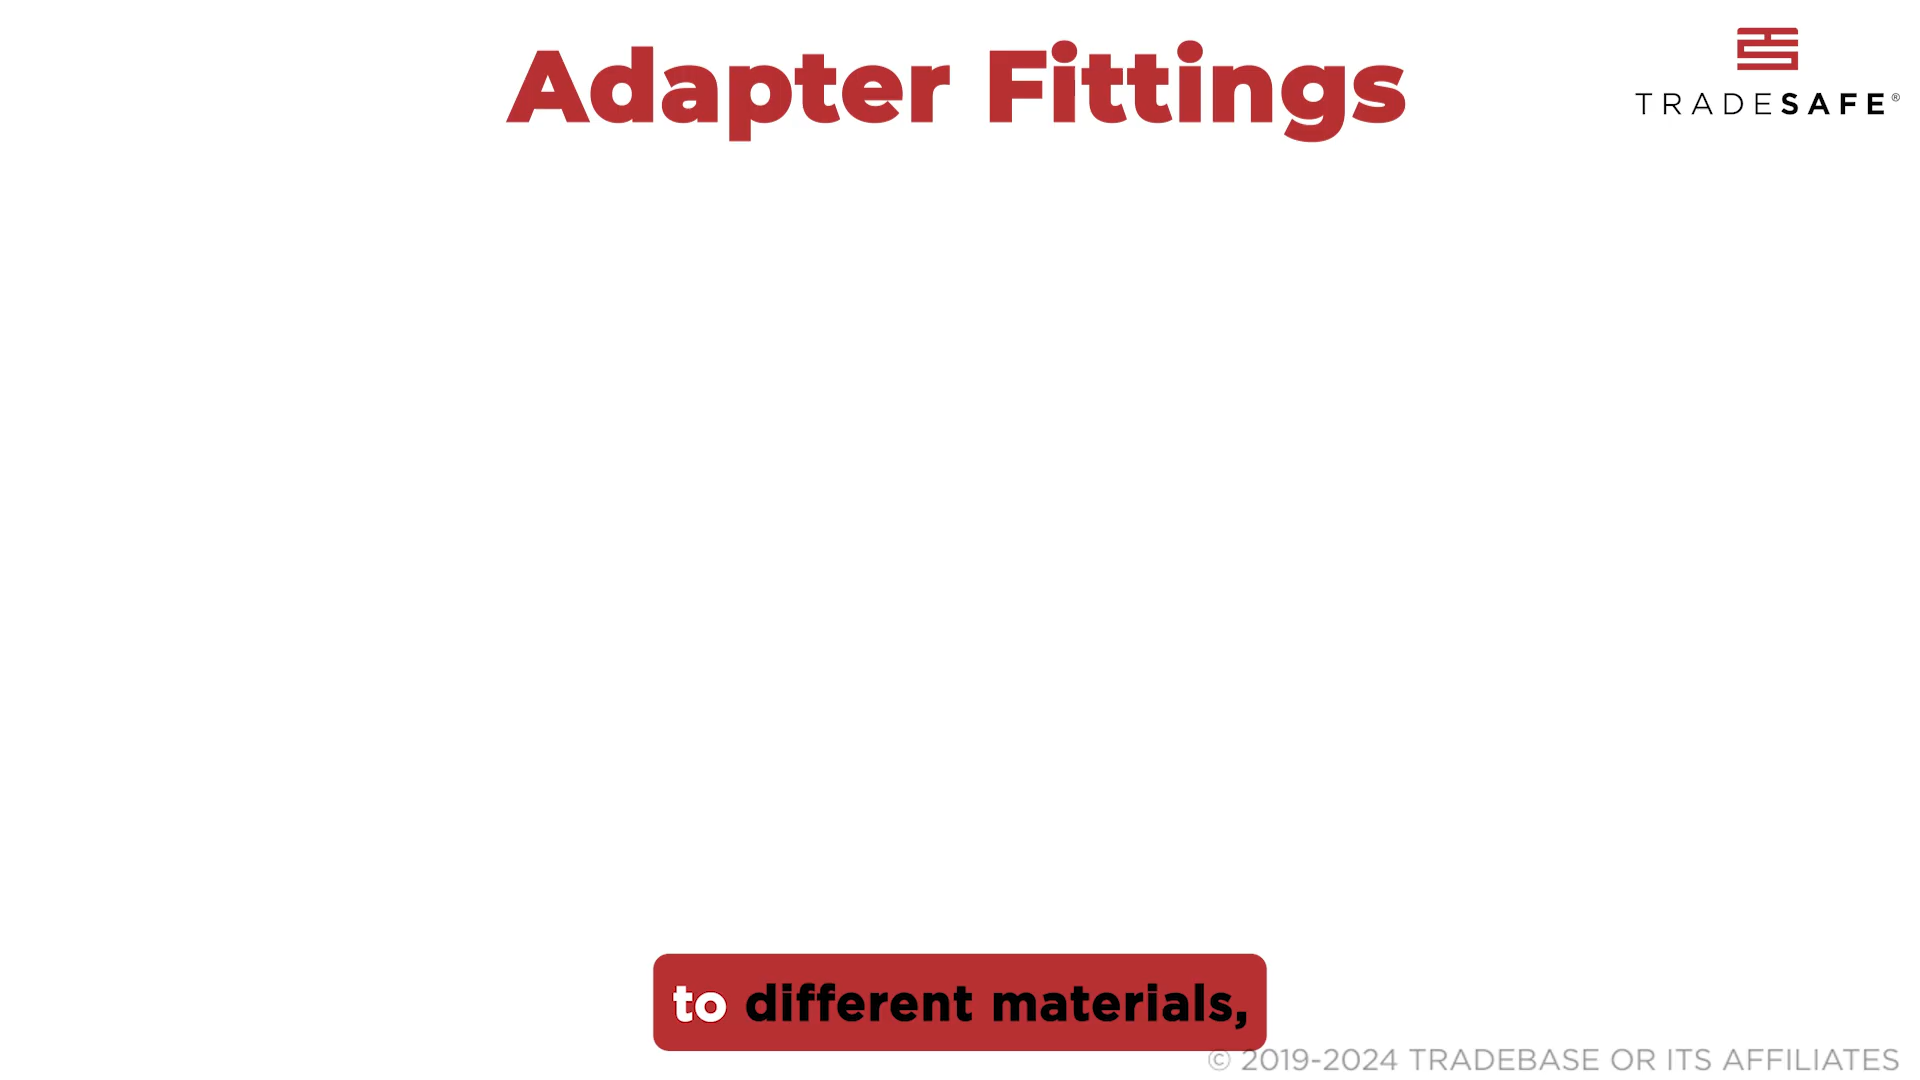 Adapter Fittings
TRADESAFE®
to different materials,
© 2019-2024 TRADEBASE OR ITS AFFILIATES